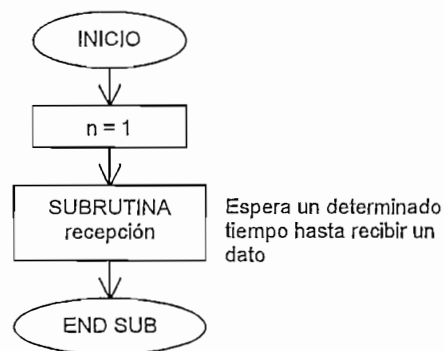 INICIO
n = 1
SUBRUTINA
recepción
Espera un determinado
tiempo hasta recibir un
dato
END SUB